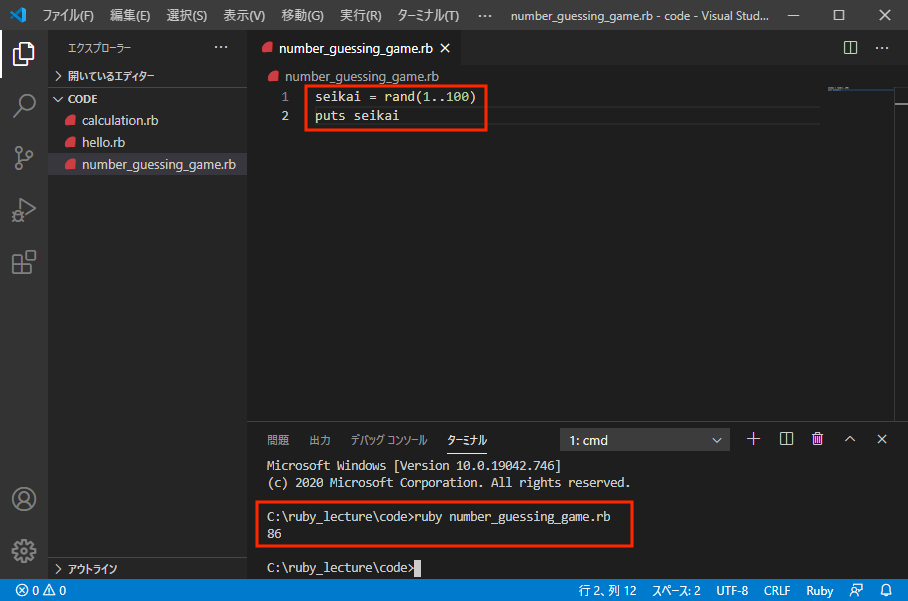 ファイル(F) 編集(E) 選択(S) 表示(V) 移動(G) 実行(R) ターミナル(T) ··· number_guessing_game.rb - code - Visual Stud...
エクスプローラー ···
開いているエディター
CODE
calculation.rb
hello.rb
number_guessing_game.rb
number_guessing_game.rb
number_guessing_game.rb
1 seikai = rand(1..100)
2 puts seikai
問題 出力 デバッグ コンソール ターミナル 1: cmd
Microsoft Windows [Version 10.0.19042.746]
(c) 2020 Microsoft Corporation. All rights reserved.
C:\ruby_lecture\code>ruby number_guessing_game.rb
86
C:\ruby_lecture\code>
アウトライン
0 0 行 2、列 12 スペース: 2 UTF-8 CRLF Ruby